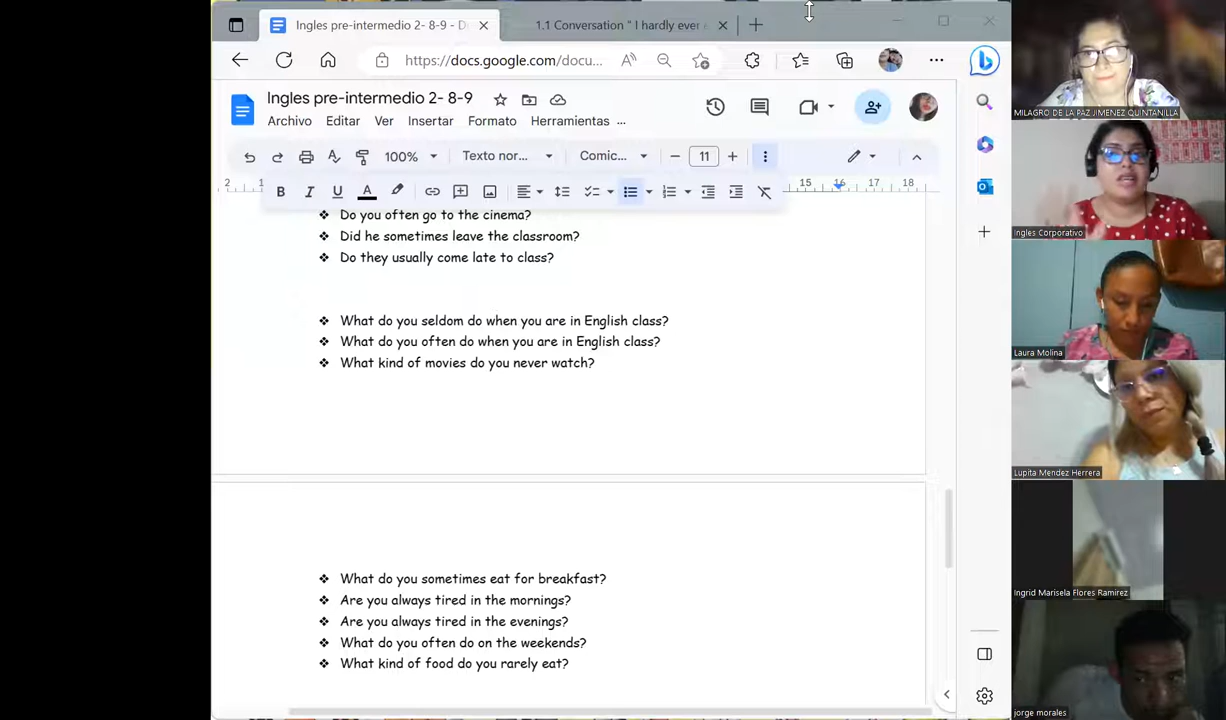 Ingles pre-intermedio 2- 8-9 - D
1.1 Conversation " I hardly ever
https://docs.google.com/docu...
Ingles pre-intermedio 2- 8-9
Archivo Editar Ver Insertar Formato Herramientas ...
100% Texto nor... Comic... 11
2 1 15 16 17 18
Do you often go to the cinema?
Did he sometimes leave the classroom?
Do they usually come late to class?
What do you seldom do when you are in English class?
What do you often do when you are in English class?
What kind of movies do you never watch?
What do you sometimes eat for breakfast?
Are you always tired in the mornings?
Are you always tired in the evenings?
What do you often do on the weekends?
What kind of food do you rarely eat?
MILAGRO DE LA PAZ JIMENEZ QUINTANILLA
Ingles Corporativo
Laura Molina
Lupita Mendez Herrera
Ingrid Marisela Flores Ramirez
jorge morales